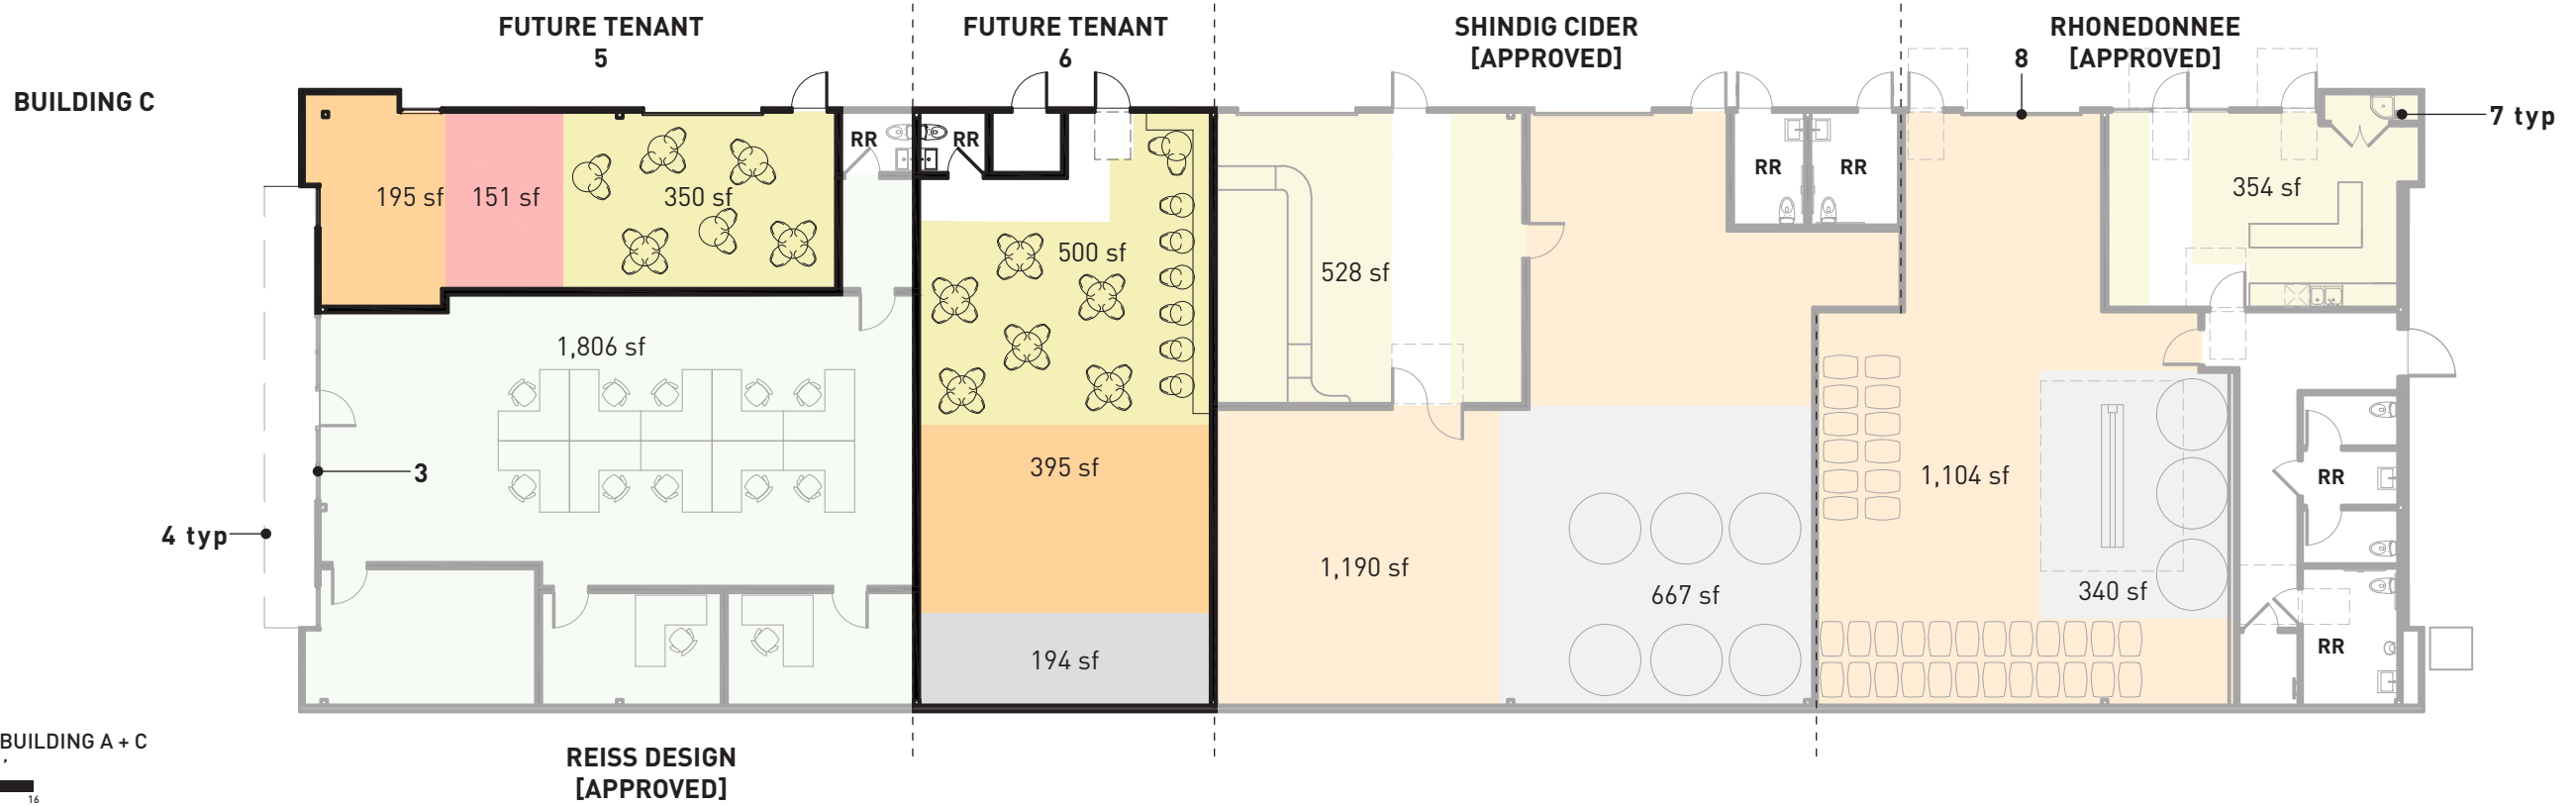 FUTURE TENANT
5
FUTURE TENANT
6
SHINDIG CIDER
[APPROVED]
RHONEDONNEE
[APPROVED]
8
BUILDING C
7 typ
RR
RR
RR
RR
195 sf
151 sf
350 sf
354 sf
500 sf
528 sf
1,806 sf
395 sf
3
1,104 sf
RR
4 typ
1,190 sf
667 sf
340 sf
194 sf
RR
BUILDING A + C
16
REISS DESIGN
[APPROVED]